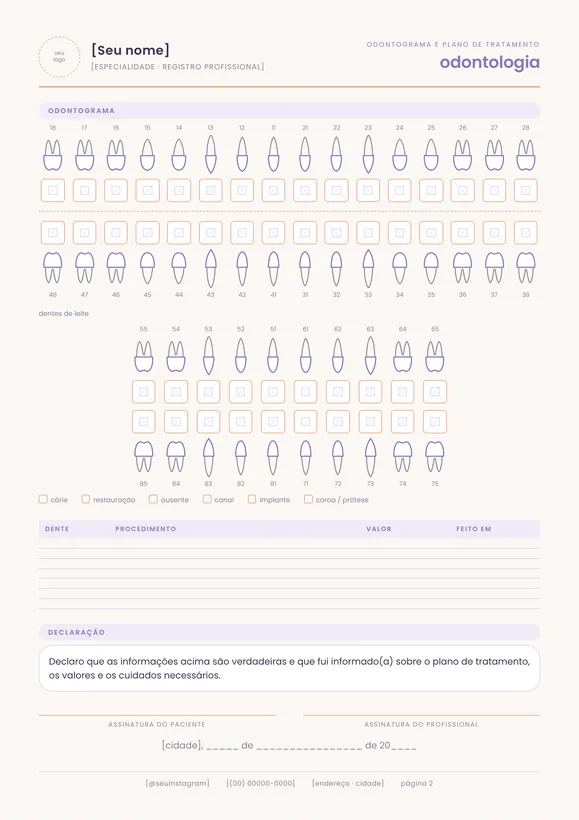 seu
logo
[Seu nome]
[ESPECIALIDADE · REGISTRO PROFISSIONAL]
ODONTOGRAMA E PLANO DE TRATAMENTO
odontologia
ODONTOGRAMA
18 17 16 15 14 13 12 11 21 22 23 24 25 26 27 28
48 47 46 45 44 43 42 41 31 32 33 34 35 36 37 38
dentes de leite
55 54 53 52 51 61 62 63 64 65
85 84 83 82 81 71 72 73 74 75
cárie restauração ausente canal implante coroa / prótese
DENTE PROCEDIMENTO VALOR FEITO EM
DECLARAÇÃO
Declaro que as informações acima são verdadeiras e que fui informado(a) sobre o plano de tratamento,
os valores e os cuidados necessários.
ASSINATURA DO PACIENTE ASSINATURA DO PROFISSIONAL
[cidade], _____ de ________________ de 20____
[@seuinstagram] [(00) 00000-0000] [endereço · cidade] página 2